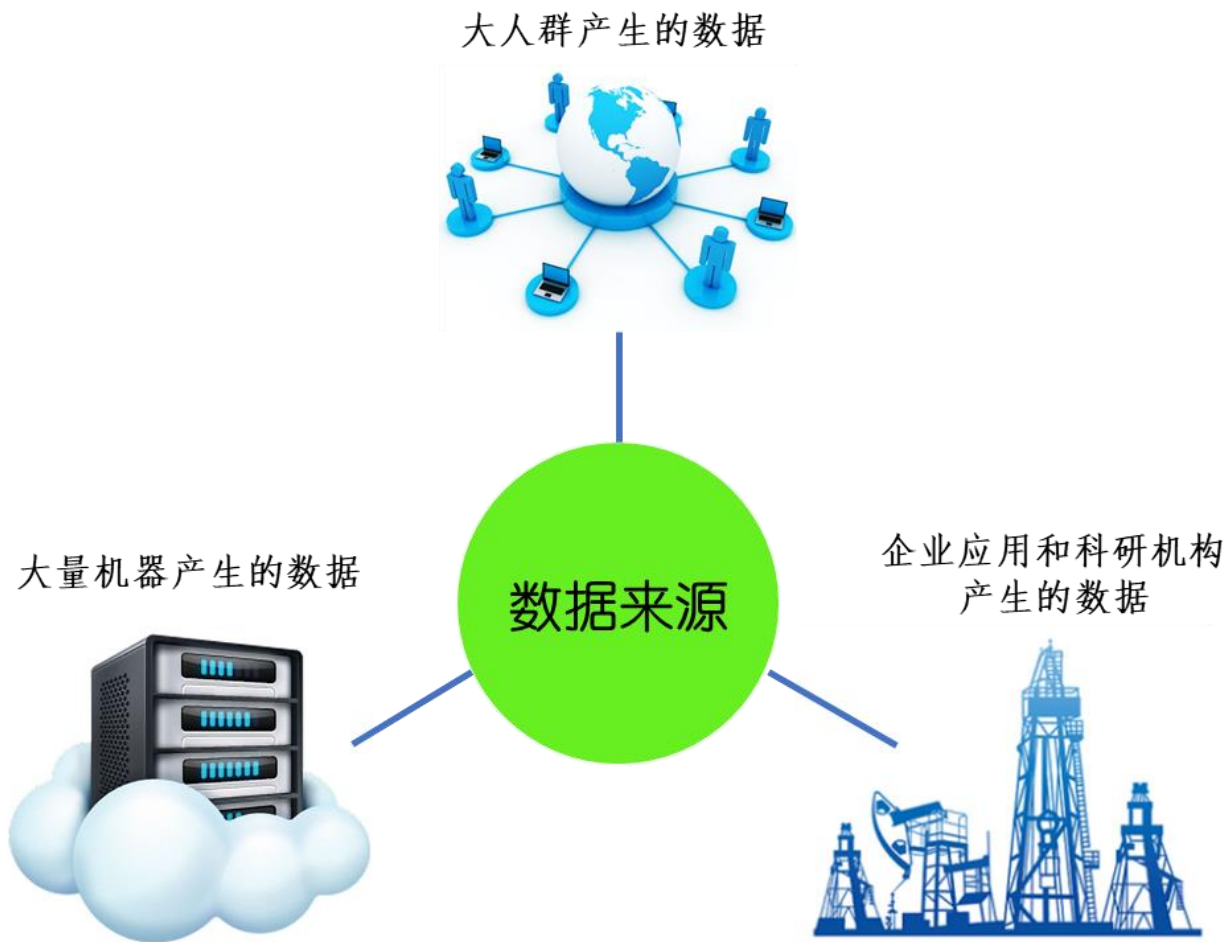 大人群产生的数据
数据来源
大量机器产生的数据
企业应用和科研机构
产生的数据